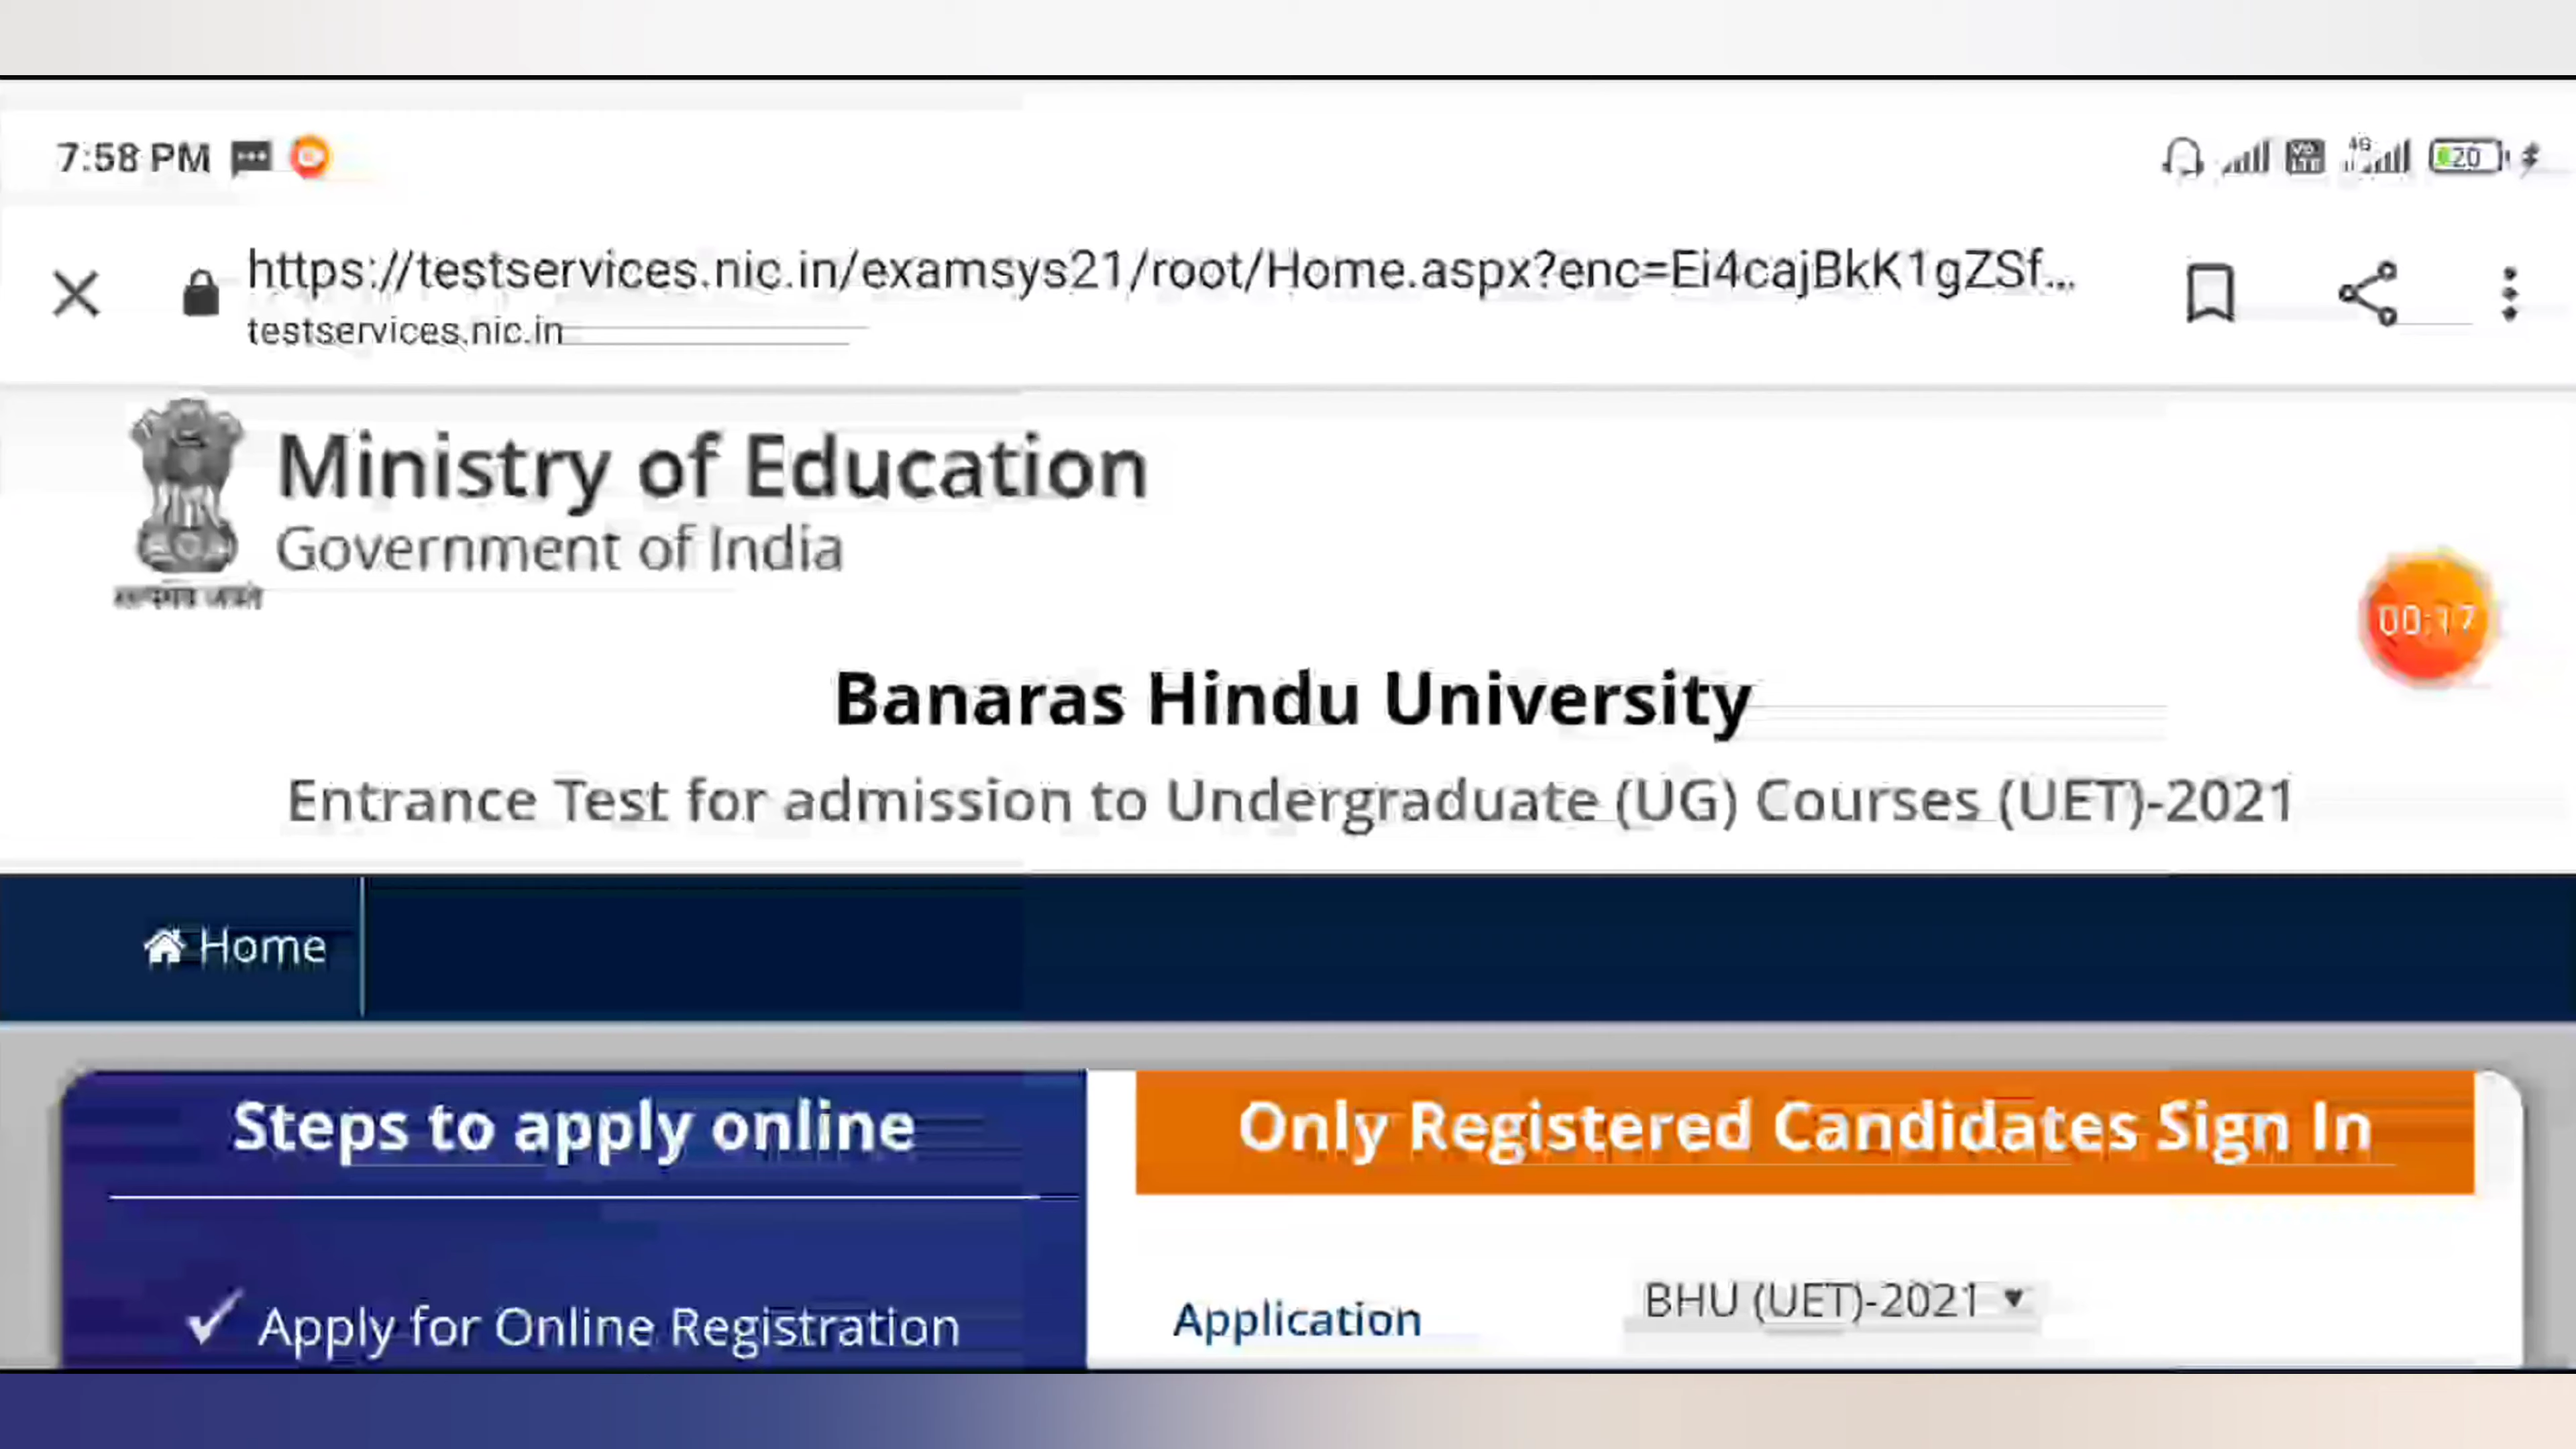 7:58 PM
4G
20
https://testservices.nic.in/examsys21/root/Home.aspx?enc=Ei4cajBkK1gZSf...
testservices.nic.in
Ministry of Education
Government of India
00:17
Banaras Hindu University
Entrance Test for admission to Undergraduate (UG) Courses (UET)-2021
Home
Steps to apply online
Only Registered Candidates Sign In
Apply for Online Registration
Application
BHU (UET)-2021